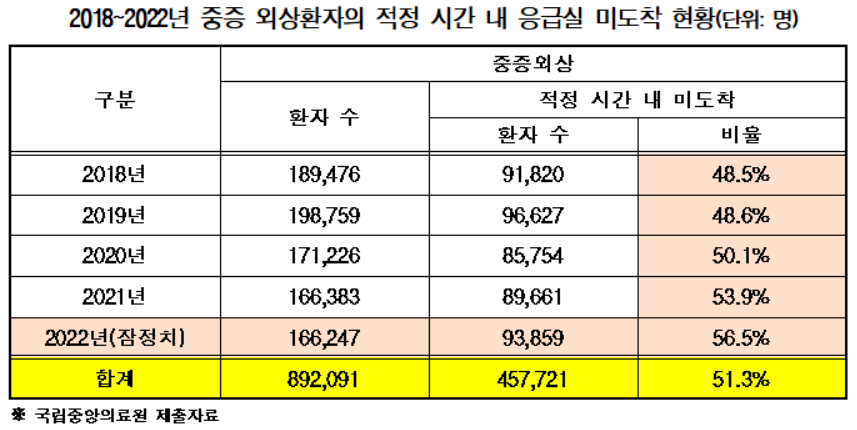 2018~2022년 중증 외상환자의 적정 시간 내 응급실 미도착 현황(단위: 명)
구분 중증외상
환자 수 적정 시간 내 미도착
환자 수 비율
2018년 189,476 91,820 48.5%
2019년 198,759 96,627 48.6%
2020년 171,226 85,754 50.1%
2021년 166,383 89,661 53.9%
2022년(잠정치) 166,247 93,859 56.5%
합계 892,091 457,721 51.3%
※ 국립중앙의료원 제출자료